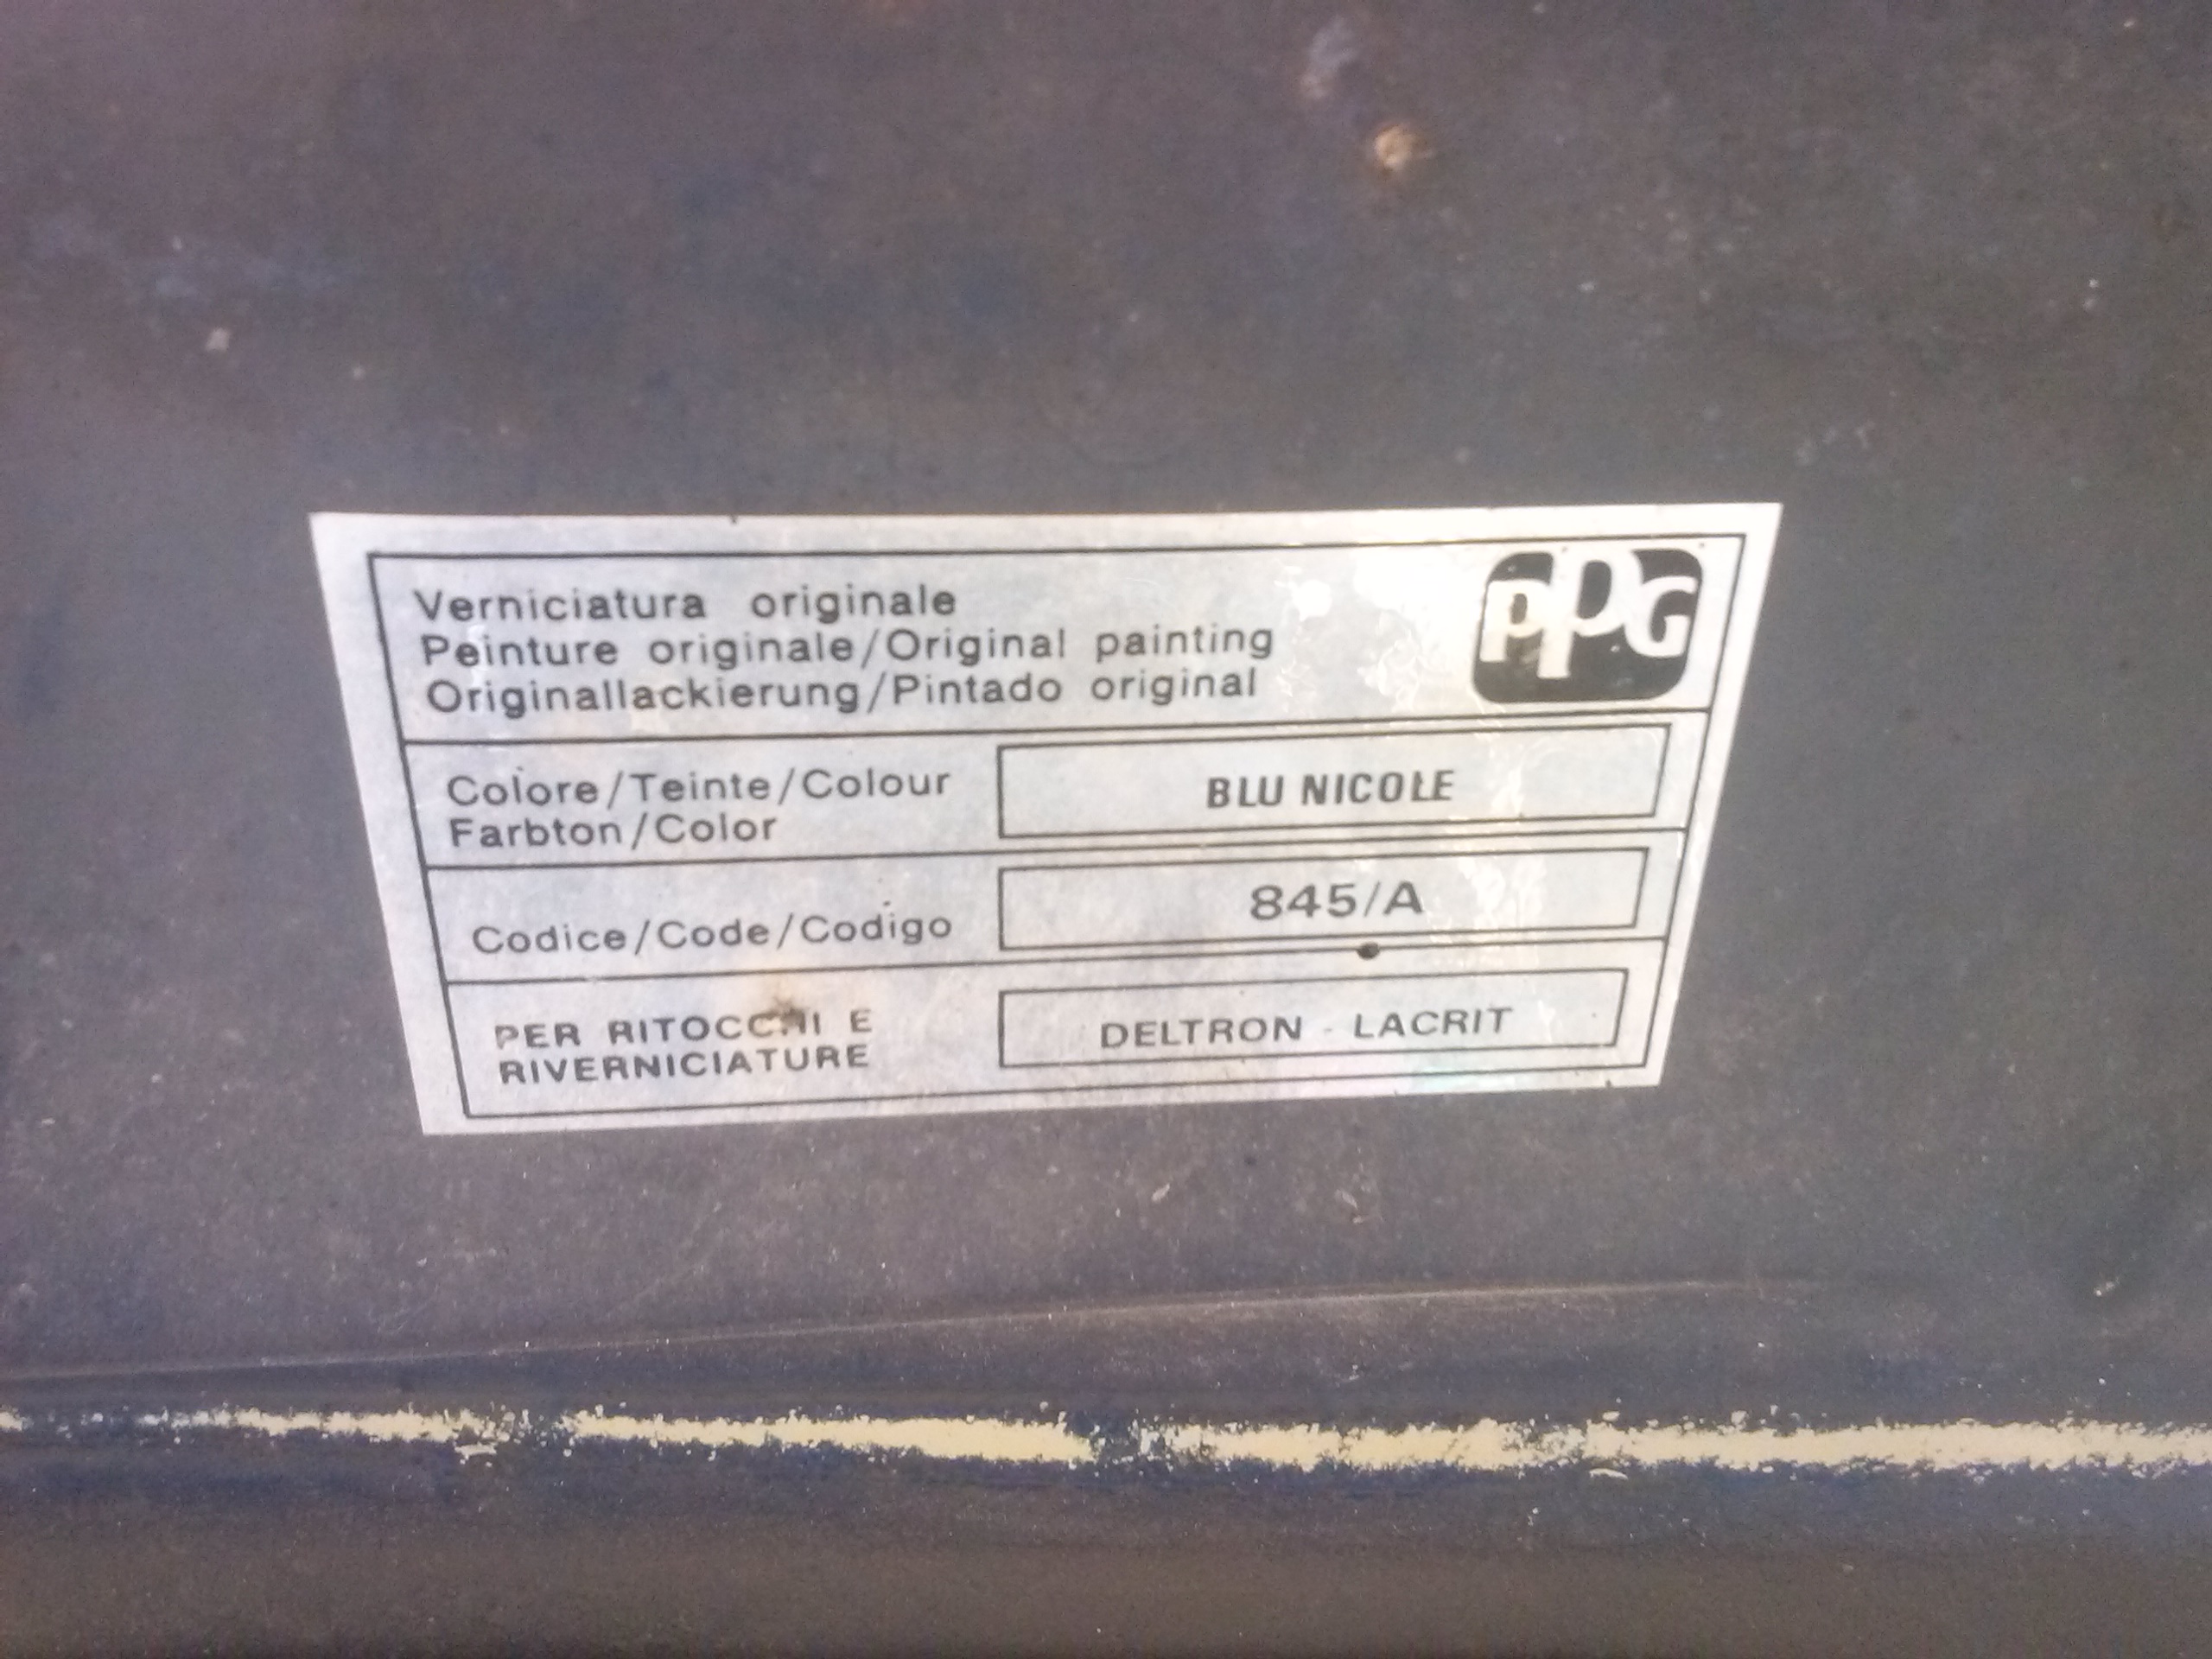 Verniciatura originale
Peinture originale/Original painting
Originallackierung/Pintado original
PPG
Colore/Teinte/Colour
Farbton/Color
BLU NICOLE
Codice/Code/Codigo
845/A
PER RITOCCHI E
RIVERNICIATURE
DELTRON - LACRIT